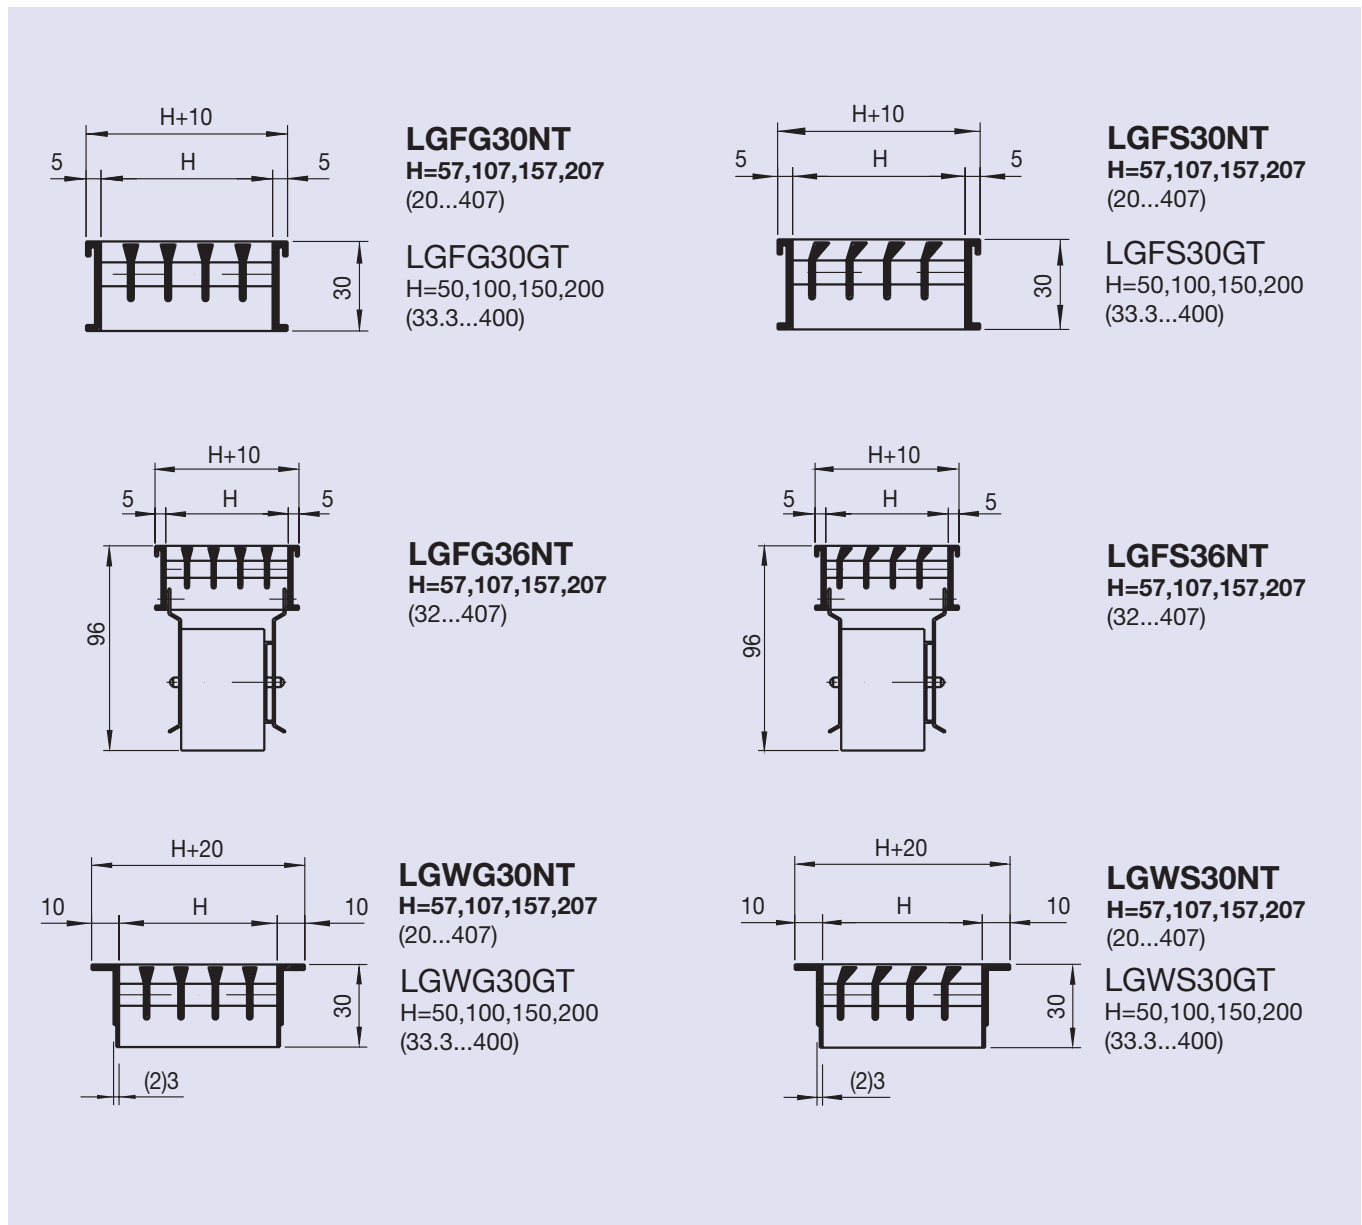 H+10
5 H 5
30
LGFG30NT
H=57,107,157,207
(20...407)
LGFG30GT
H=50,100,150,200
(33.3...400)
H+10
5 H 5
30
LGFS30NT
H=57,107,157,207
(20...407)
LGFS30GT
H=50,100,150,200
(33.3...400)
H+10
5 H 5
96
LGFG36NT
H=57,107,157,207
(32...407)
H+10
5 H 5
96
LGFS36NT
H=57,107,157,207
(32...407)
H+20
10 H 10
30
(2)3
LGWG30NT
H=57,107,157,207
(20...407)
LGWG30GT
H=50,100,150,200
(33.3...400)
H+20
10 H 10
30
(2)3
LGWS30NT
H=57,107,157,207
(20...407)
LGWS30GT
H=50,100,150,200
(33.3...400)